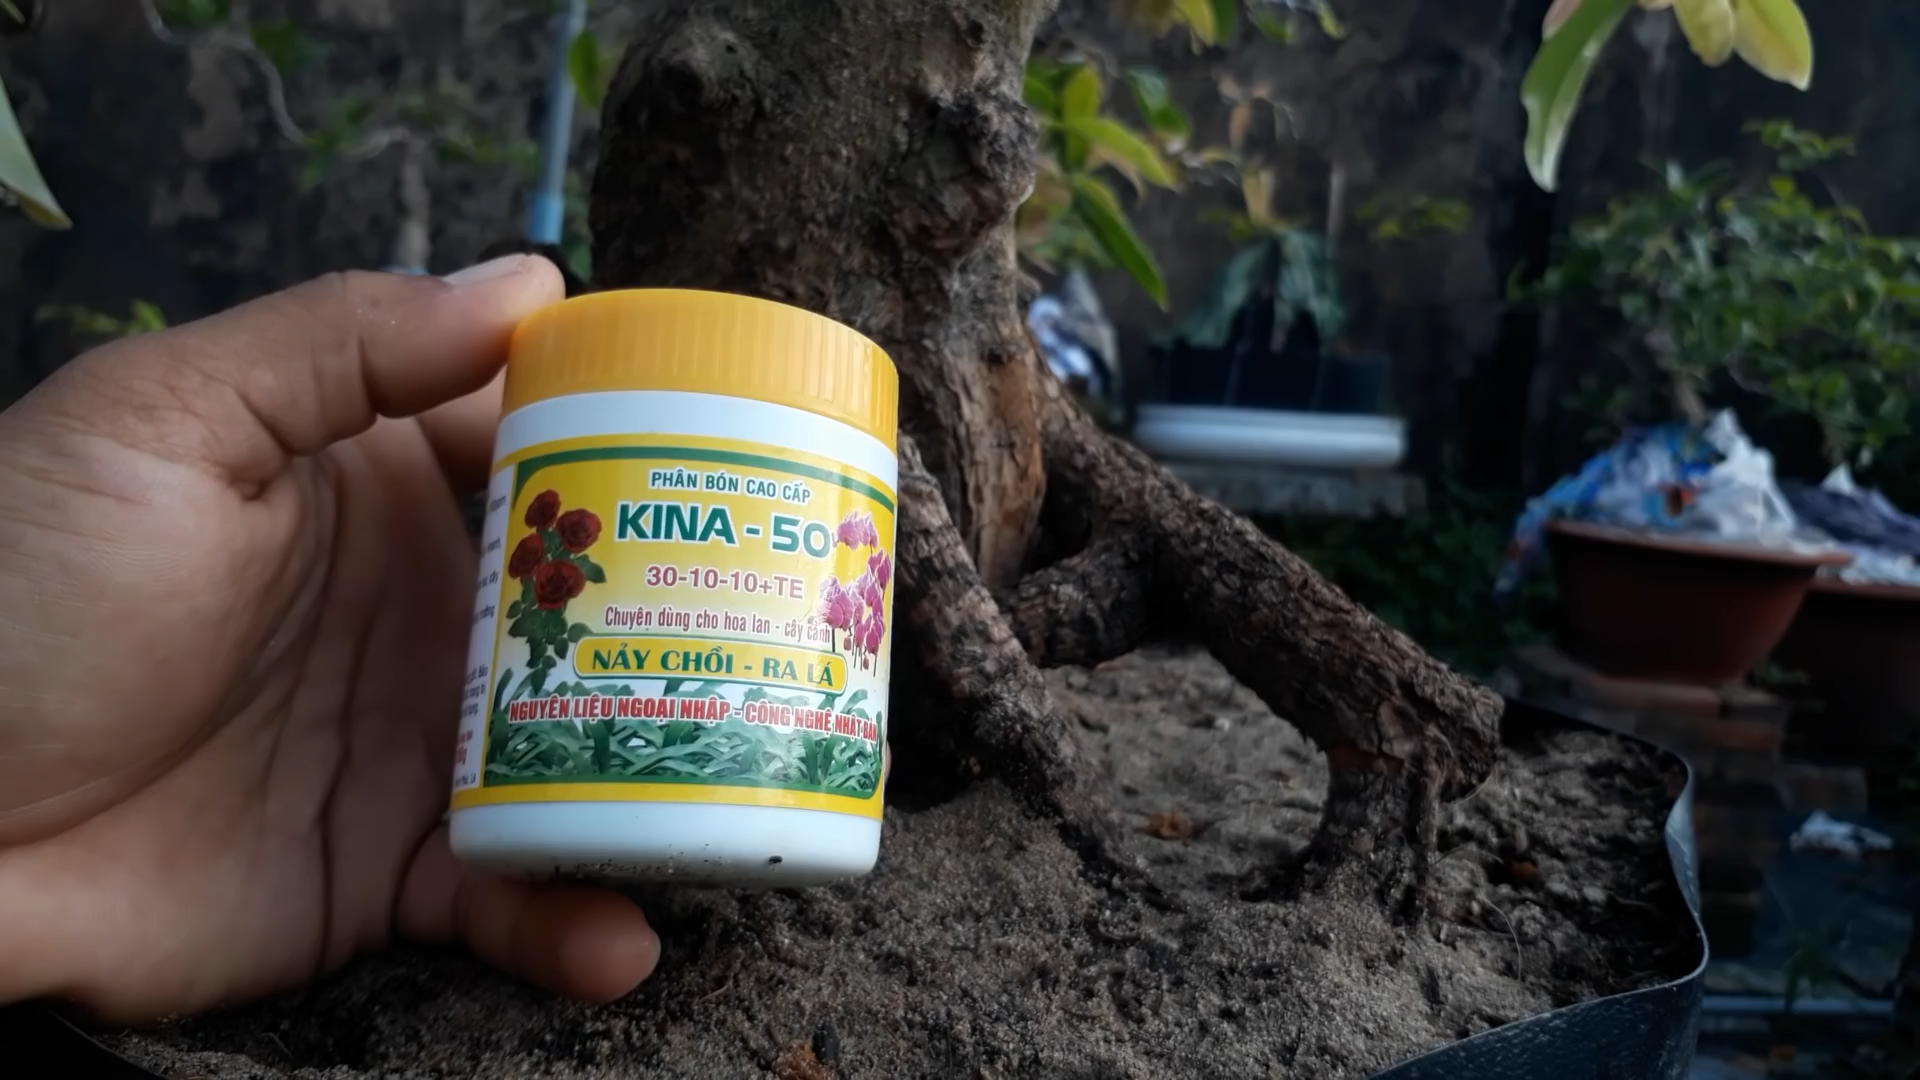 PHÂN BÓN CAO CẤP
KINA - 50
30-10-10+TE
Chuyên dùng cho hoa lan - cây cảnh
NẢY CHỒI - RA LÁ
NGUYÊN LIỆU NGOẠI NHẬP - CÔNG NGHỆ NHẬT BẢN